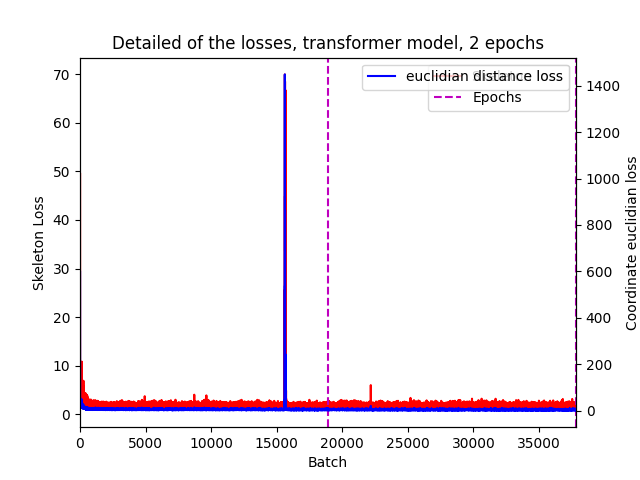 Detailed of the losses, transformer model, 2 epochs
euclidian distance loss
Epochs
70
60
50
40
30
20
10
0
1400
1200
1000
800
600
400
200
0
0 5000 10000 15000 20000 25000 30000 35000
Skeleton Loss
Coordinate euclidian loss
Batch